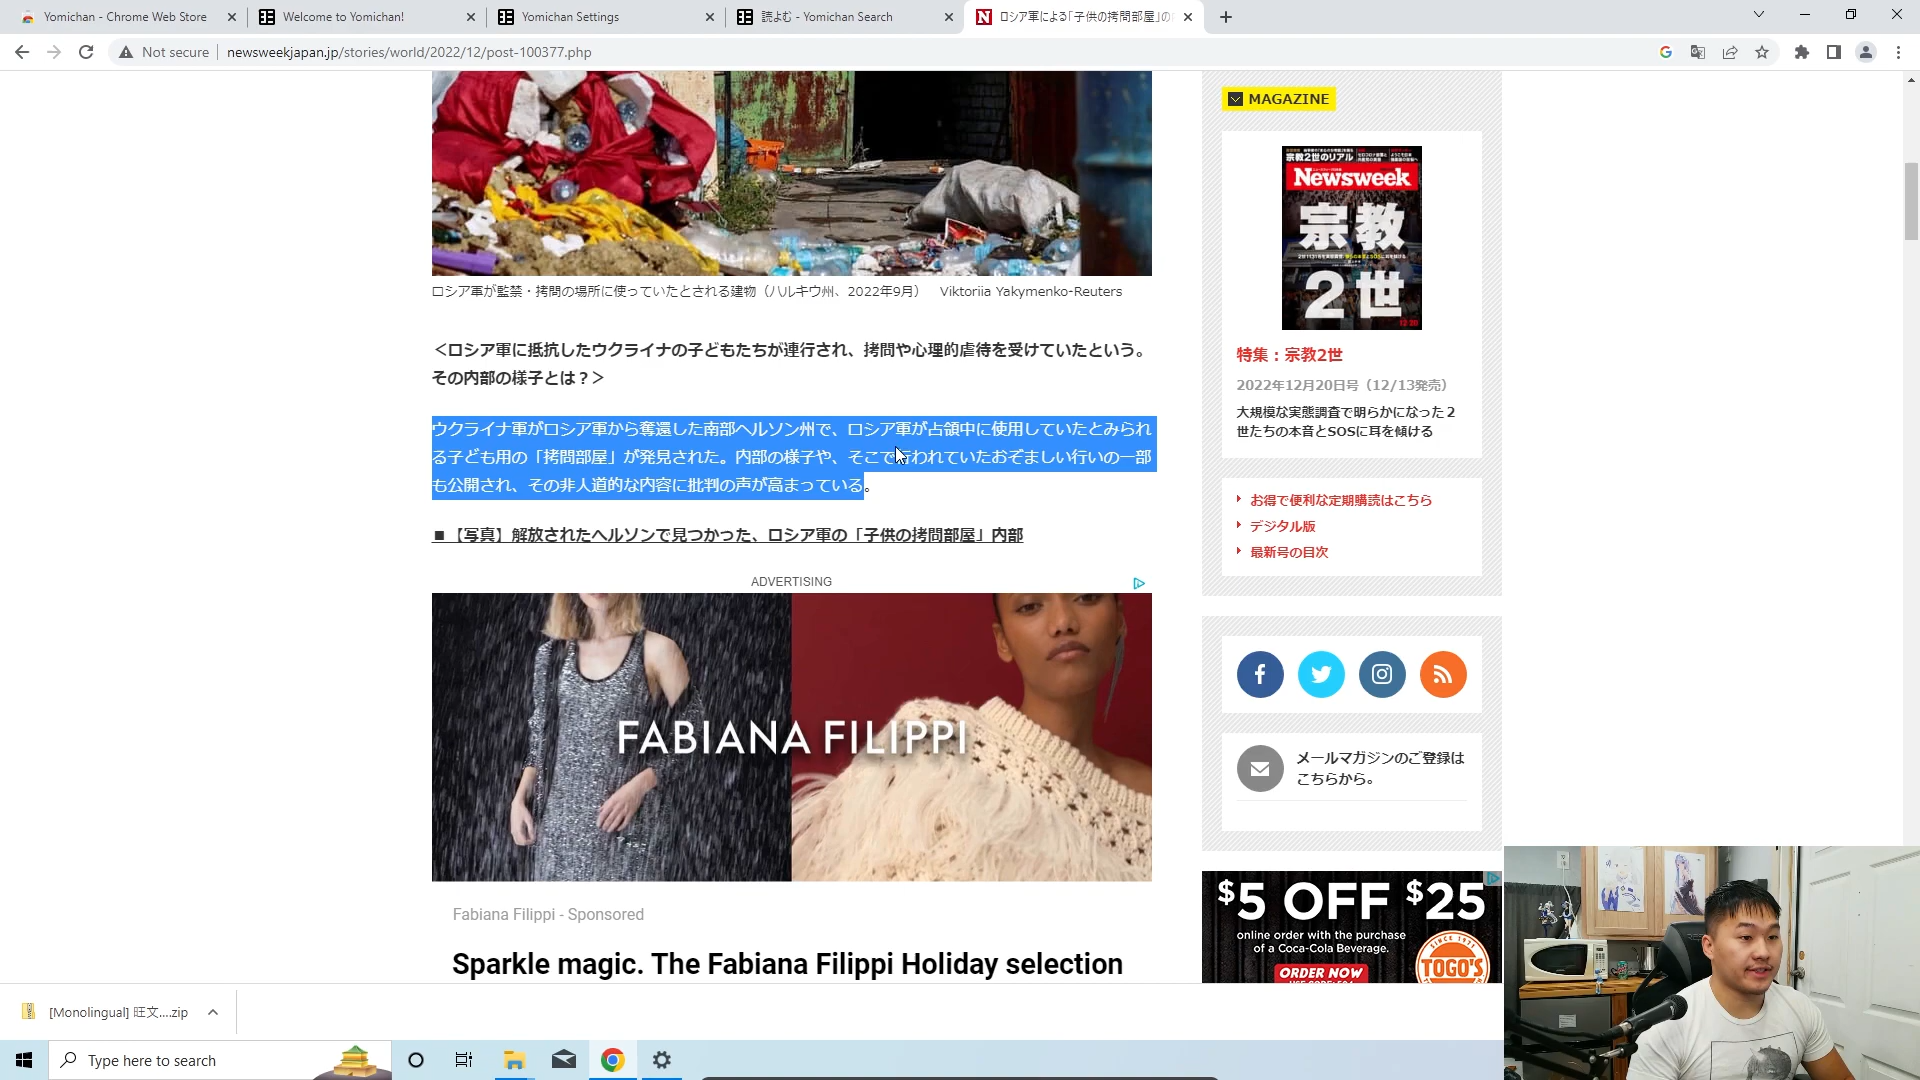 Yomichan - Chrome Web Store
Welcome to Yomichan!
Yomichan Settings
読よむ - Yomichan Search
ロシア軍による「子供の拷問部屋」の
Not secure
newsweekjapan.jp/stories/world/2022/12/post-100377.php
ロシア軍が監禁・拷問の場所に使っていたとされる建物（ハルキウ州、2022年9月） Viktoriia Yakymenko-Reuters
＜ロシア軍に抵抗したウクライナの子どもたちが連行され、拷問や心理的虐待を受けていたという。
その内部の様子とは？＞
ウクライナ軍がロシア軍から奪還した南部ヘルソン州で、ロシア軍が占領中に使用していたとみられ
る子ども用の「拷問部屋」が発見された。内部の様子や、そこで行われていたおぞましい行いの一部
も公開され、その非人道的な内容に批判の声が高まっている。
■【写真】解放されたヘルソンで見つかった、ロシア軍の「子供の拷問部屋」内部
ADVERTISING
FABIANA FILIPPI
Fabiana Filippi - Sponsored
Sparkle magic. The Fabiana Filippi Holiday selection
MAGAZINE
宗教2世のリアル
Newsweek
宗教
2世
12/20
特集：宗教2世
2022年12月20日号（12/13発売）
大規模な実態調査で明らかになった２
世たちの本音とSOSに耳を傾ける
お得で便利な定期購読はこちら
デジタル版
最新号の目次
メールマガジンのご登録は
こちらから。
$5 OFF $25
online order with the purchase
of a Coca-Cola Beverage.
ORDER NOW
SINCE 1971
TOGO'S
[Monolingual] 旺文....zip
Type here to search